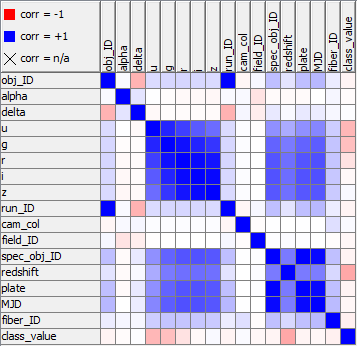 corr = -1
corr = +1
corr = n/a
obj_ID
alpha
delta
u
g
r
i
z
run_ID
cam_col
field_ID
spec_obj_ID
redshift
plate
MJD
fiber_ID
class_value
obj_ID
alpha
delta
u
g
r
i
z
run_ID
cam_col
field_ID
spec_obj_ID
redshift
plate
MJD
fiber_ID
class_value